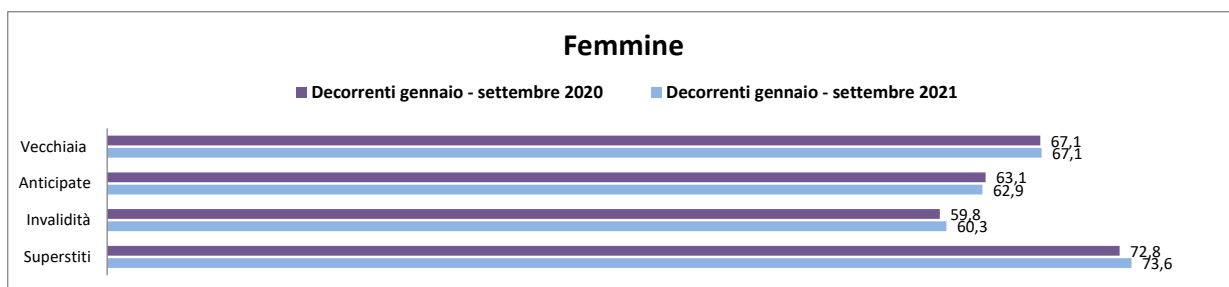 Femmine
Decorrenti gennaio - settembre 2020 Decorrenti gennaio - settembre 2021
Vecchiaia 67,1
67,1
Anticipate 63,1
62,9
Invalidità 59,8
60,3
Superstiti 72,8
73,6